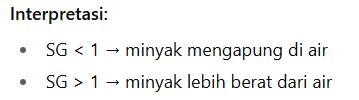 Interpretasi:
• SG < 1 → minyak mengapung di air
• SG > 1 → minyak lebih berat dari air